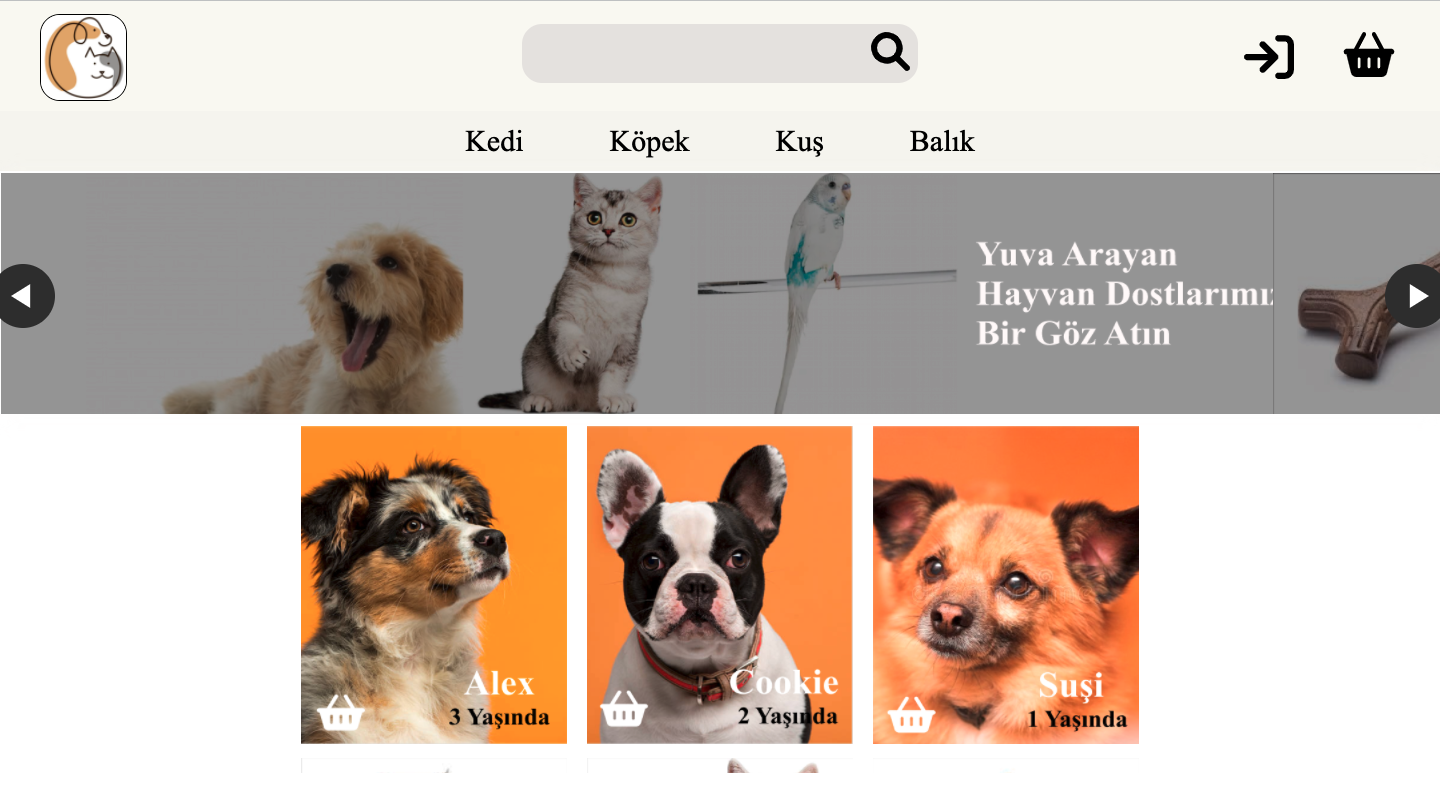 Kedi Köpek Kuş Balık
Yuva Arayan
Hayvan Dostlarımız
Bir Göz Atın
Alex
3 Yaşında
Cookie
2 Yaşında
Suşi
1 Yaşında